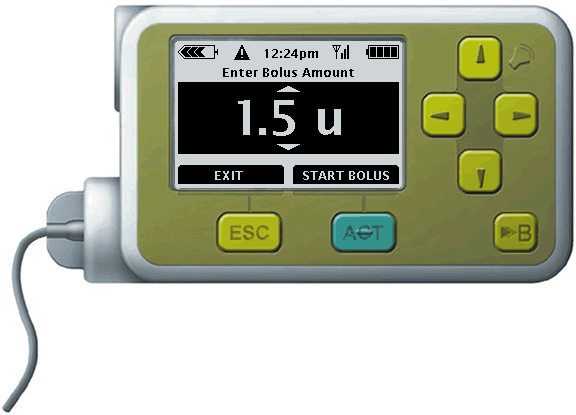 12:24pm
Enter Bolus Amount
1.5 u
EXIT START BOLUS
ESC ACT B